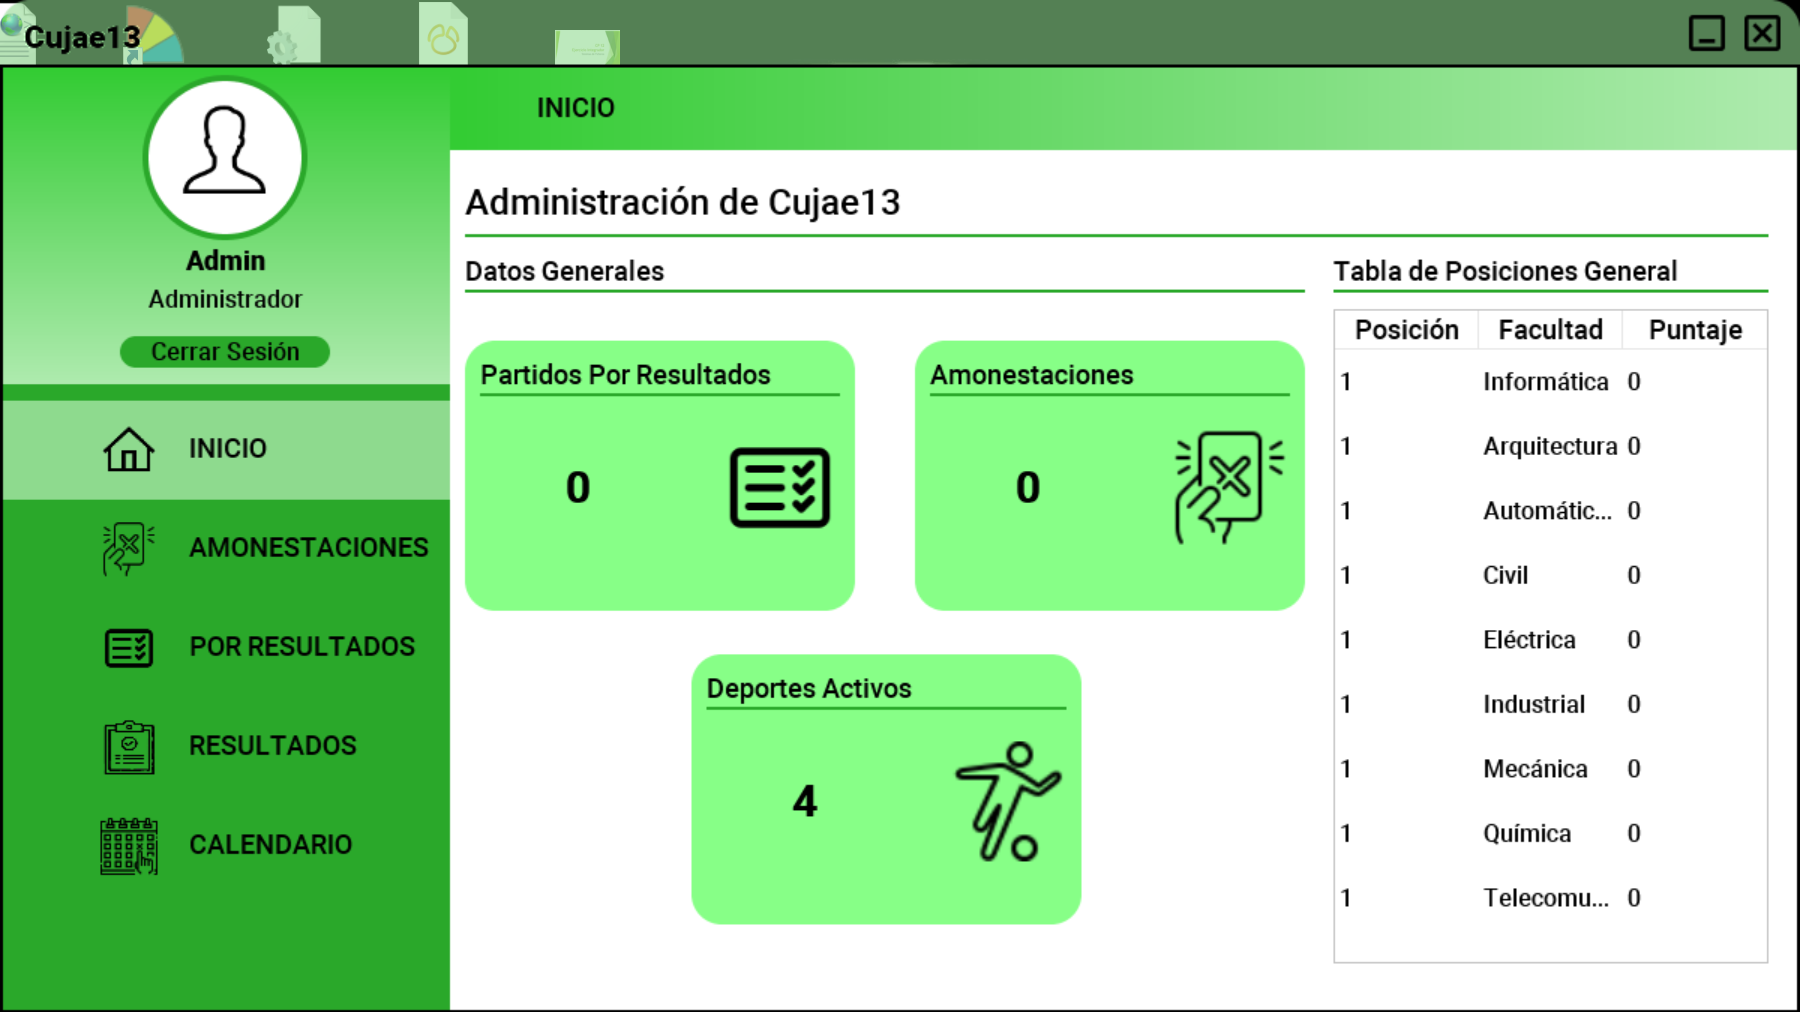 Cujae13
INICIO
Admin
Administrador
Cerrar Sesión
INICIO
AMONESTACIONES
POR RESULTADOS
RESULTADOS
CALENDARIO
Administración de Cujae13
Datos Generales
Partidos Por Resultados
0
Amonestaciones
0
Deportes Activos
4
Tabla de Posiciones General
Posición Facultad Puntaje
1 Informática 0
1 Arquitectura 0
1 Automátic... 0
1 Civil 0
1 Eléctrica 0
1 Industrial 0
1 Mecánica 0
1 Química 0
1 Telecomu... 0